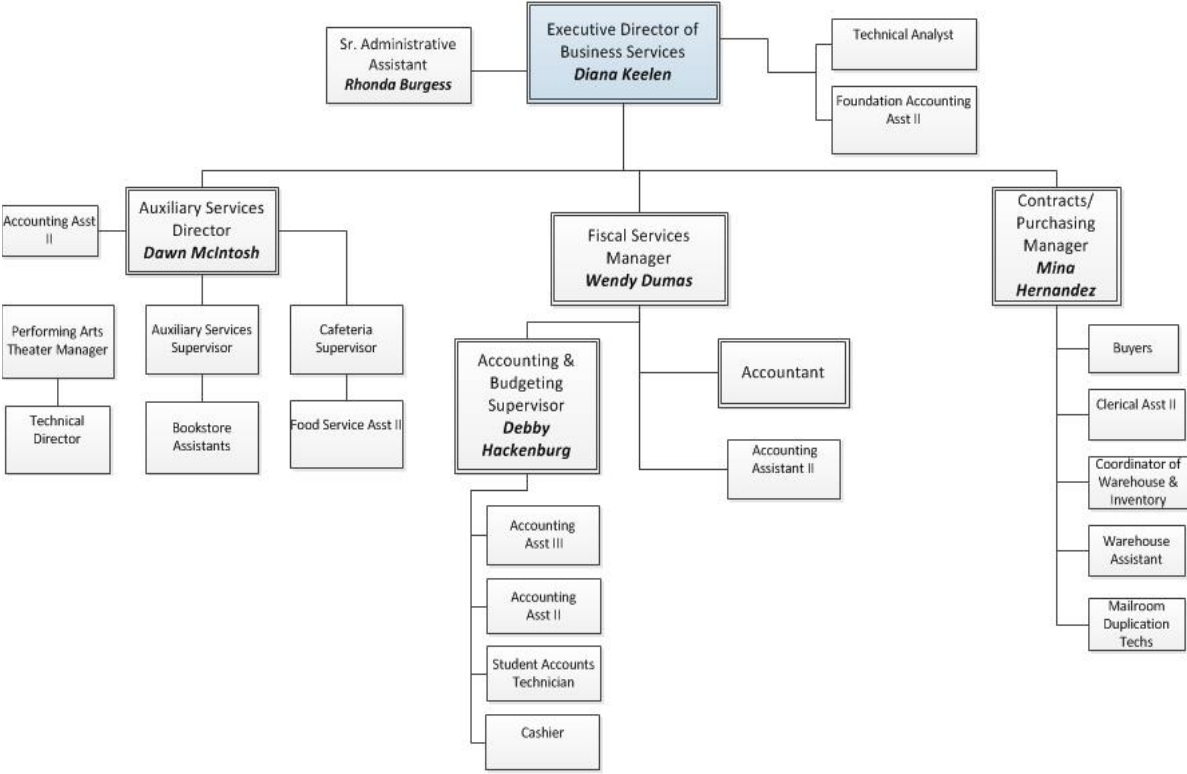 Sr. Administrative
Assistant
Rhonda Burgess
Executive Director of
Business Services
Diana Keelen
Technical Analyst
Foundation Accounting
Asst II
Accounting Asst
II
Auxiliary Services
Director
Dawn McIntosh
Fiscal Services
Manager
Wendy Dumas
Contracts/
Purchasing
Manager
Mina
Hernandez
Performing Arts
Theater Manager
Technical
Director
Auxiliary Services
Supervisor
Bookstore
Assistants
Cafeteria
Supervisor
Food Service Asst II
Accounting &
Budgeting
Supervisor
Debby
Hackenburg
Accountant
Accounting
Assistant II
Accounting
Asst III
Accounting
Asst II
Student Accounts
Technician
Cashier
Buyers
Clerical Asst II
Coordinator of
Warehouse &
Inventory
Warehouse
Assistant
Mailroom
Duplication
Techs